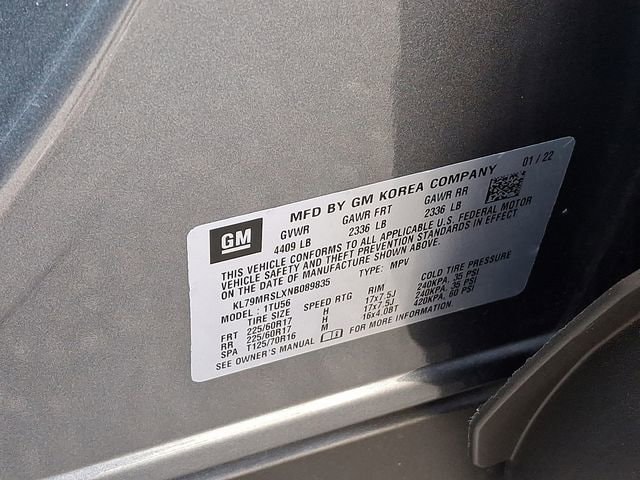 GM
MFD BY GM KOREA COMPANY 01 / 22
GVWR GAWR FRT GAWR RR
4409 LB 2336 LB 2336 LB
THIS VEHICLE CONFORMS TO ALL APPLICABLE U.S. FEDERAL MOTOR
VEHICLE SAFETY AND THEFT PREVENTION STANDARDS IN EFFECT
ON THE DATE OF MANUFACTURE SHOWN ABOVE.
KL79MRSLXNB089835 TYPE: MPV
MODEL : 1TU56
TIRE SIZE SPEED RTG RIM COLD TIRE PRESSURE
FRT 225/60R17 H 17x7.5J 240KPA, 35 PSI
RR 225/60R17 H 17x7.5J 240KPA, 35 PSI
SPA T125/70R16 M 16x4.0BT 420KPA, 60 PSI
SEE OWNER'S MANUAL FOR MORE INFORMATION